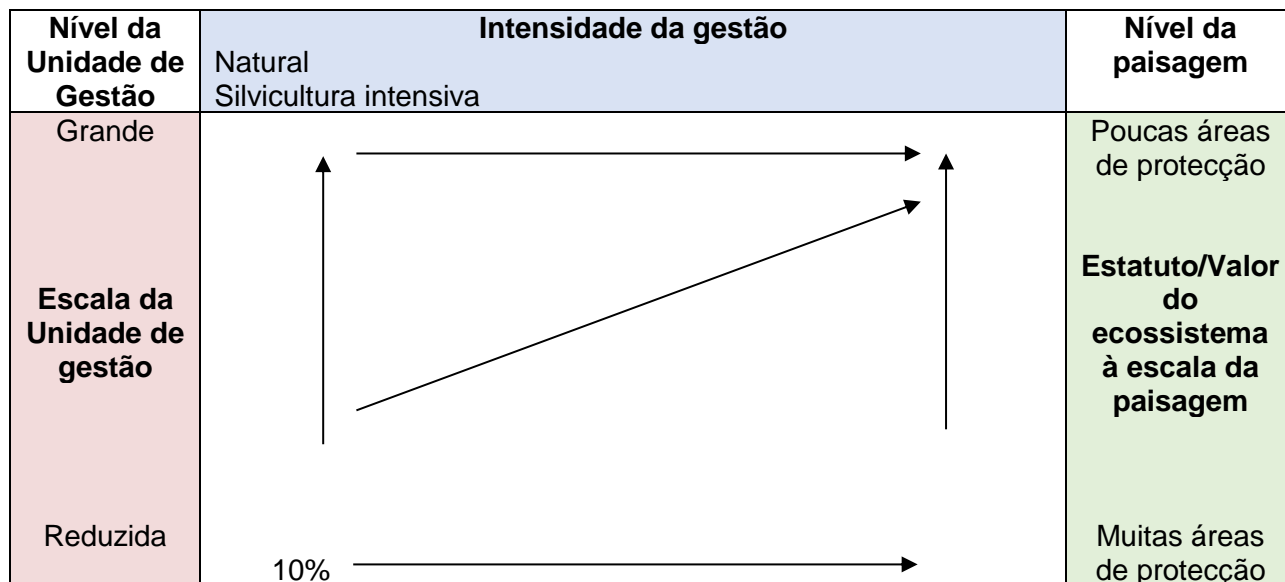 Nível da
Unidade de
Gestão
Intensidade da gestão
Natural
Silvicultura intensiva
Nível da
paisagem
Grande
Escala da
Unidade de
gestão
Reduzida
10%
Poucas áreas
de protecção
Estatuto/Valor
do
ecossistema
à escala da
paisagem
Muitas áreas
de protecção